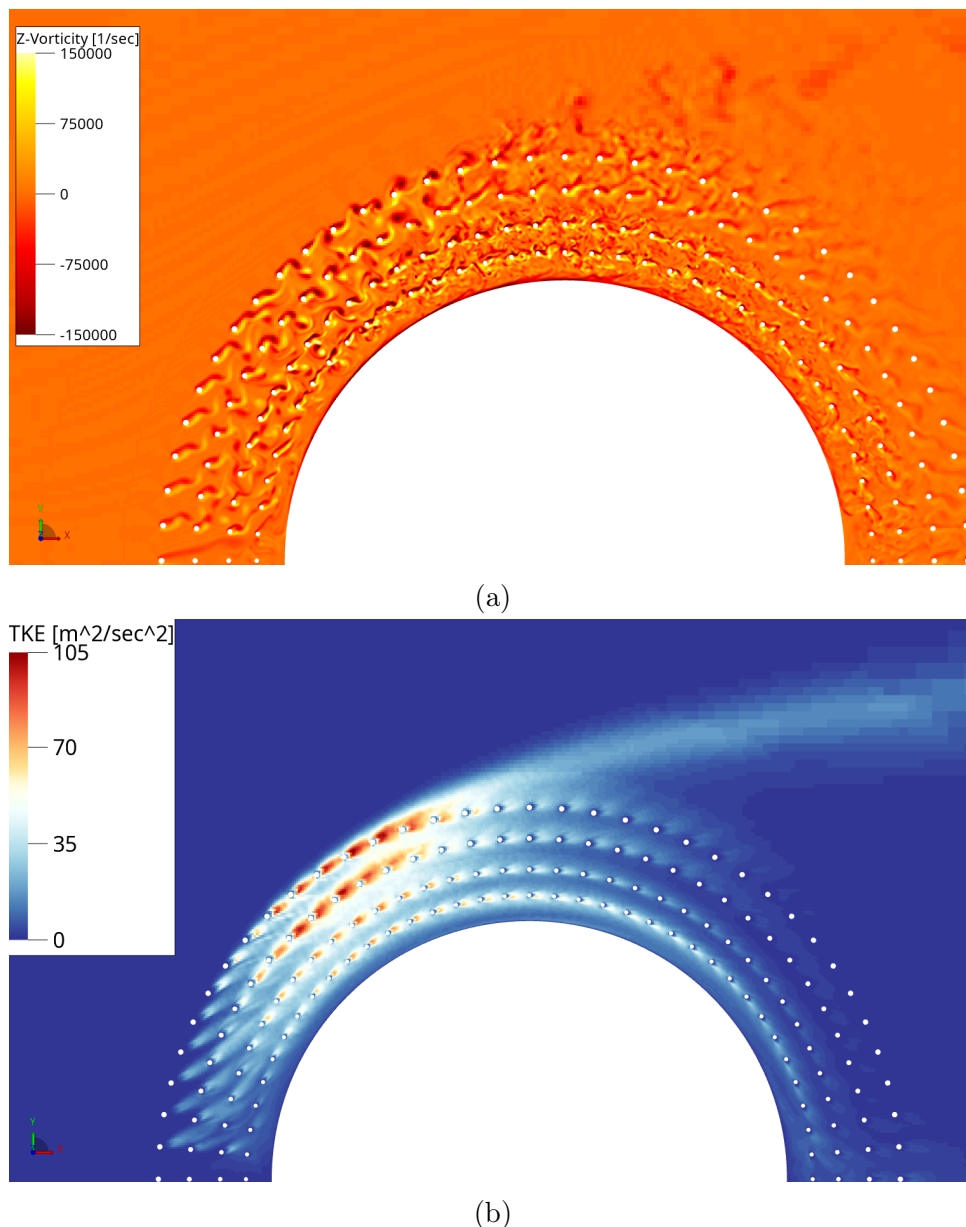 Z-Vorticity [1/sec]
150000
75000
0
-75000
-150000
Y
Z
X
(a)
TKE [m^2/sec^2]
105
70
35
0
Y
X
(b)